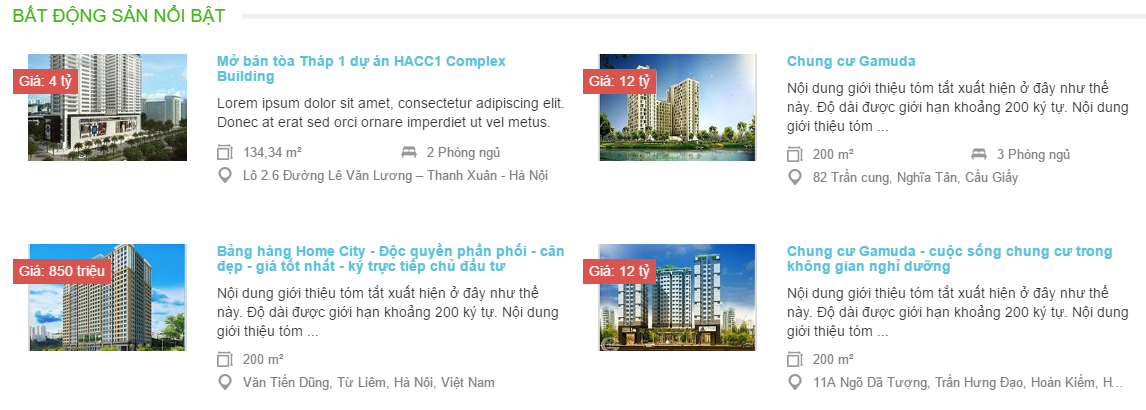 BẤT ĐỘNG SẢN NỔI BẬT
Giá: 4 tỷ
Mở bán tòa Tháp 1 dự án HACC1 Complex
Building
Lorem ipsum dolor sit amet, consectetur adipiscing elit.
Donec at erat sed orci ornare imperdiet ut vel metus.
134,34 m²
2 Phòng ngủ
Lô 2.6 Đường Lê Văn Lương – Thanh Xuân - Hà Nội
Giá: 12 tỷ
Chung cư Gamuda
Nội dung giới thiệu tóm tắt xuất hiện ở đây như thế
này. Độ dài được giới hạn khoảng 200 ký tự. Nội dung
giới thiệu tóm ...
200 m²
3 Phòng ngủ
82 Trần cung, Nghĩa Tân, Cầu Giấy
Giá: 850 triệu
Bảng hàng Home City - Độc quyền phân phối - căn
đẹp - giá tốt nhất - ký trực tiếp chủ đầu tư
Nội dung giới thiệu tóm tắt xuất hiện ở đây như thế
này. Độ dài được giới hạn khoảng 200 ký tự. Nội dung
giới thiệu tóm ...
200 m²
Văn Tiến Dũng, Từ Liêm, Hà Nội, Việt Nam
Giá: 12 tỷ
Chung cư Gamuda - cuộc sống chung cư trong
không gian nghỉ dưỡng
Nội dung giới thiệu tóm tắt xuất hiện ở đây như thế
này. Độ dài được giới hạn khoảng 200 ký tự. Nội dung
giới thiệu tóm ...
200 m²
11A Ngõ Dã Tượng, Trần Hưng Đạo, Hoàn Kiếm, H...